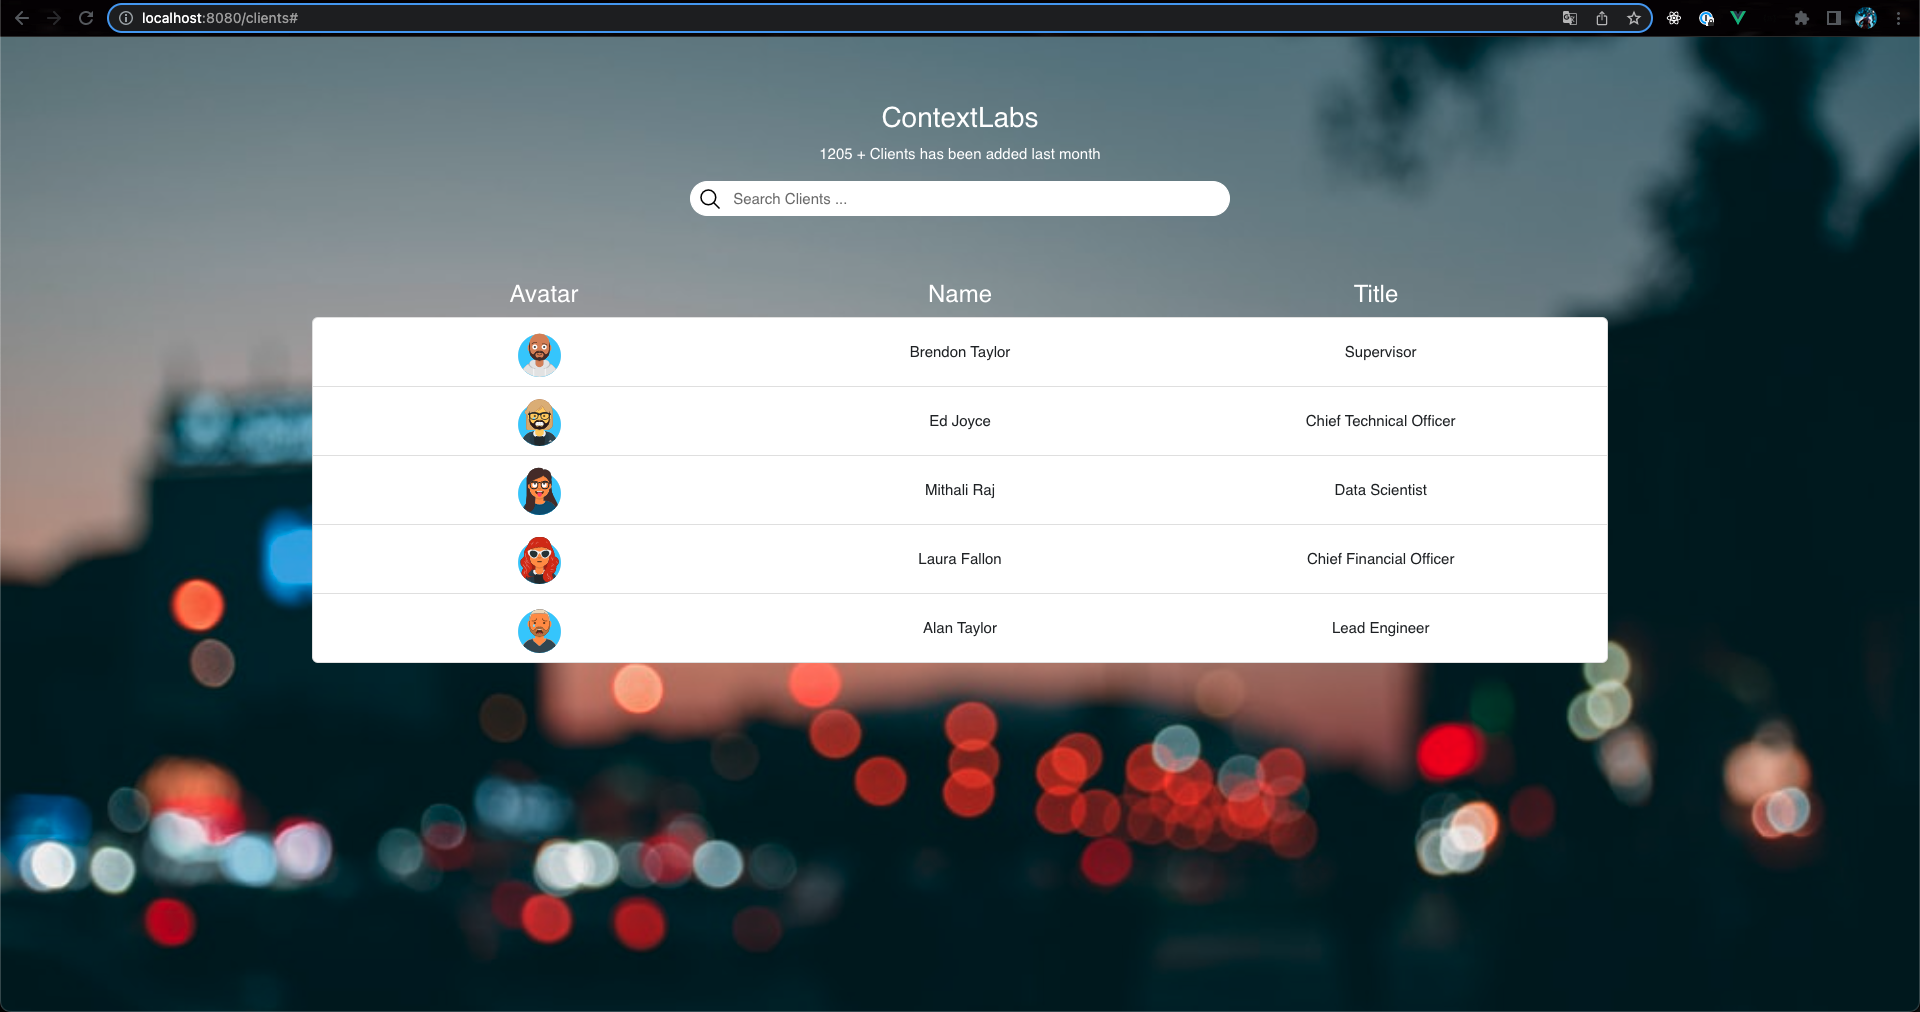 localhost:8080/clients#
ContextLabs
1205 + Clients has been added last month
Search Clients ...
Avatar Name Title
Brendon Taylor Supervisor
Ed Joyce Chief Technical Officer
Mithali Raj Data Scientist
Laura Fallon Chief Financial Officer
Alan Taylor Lead Engineer